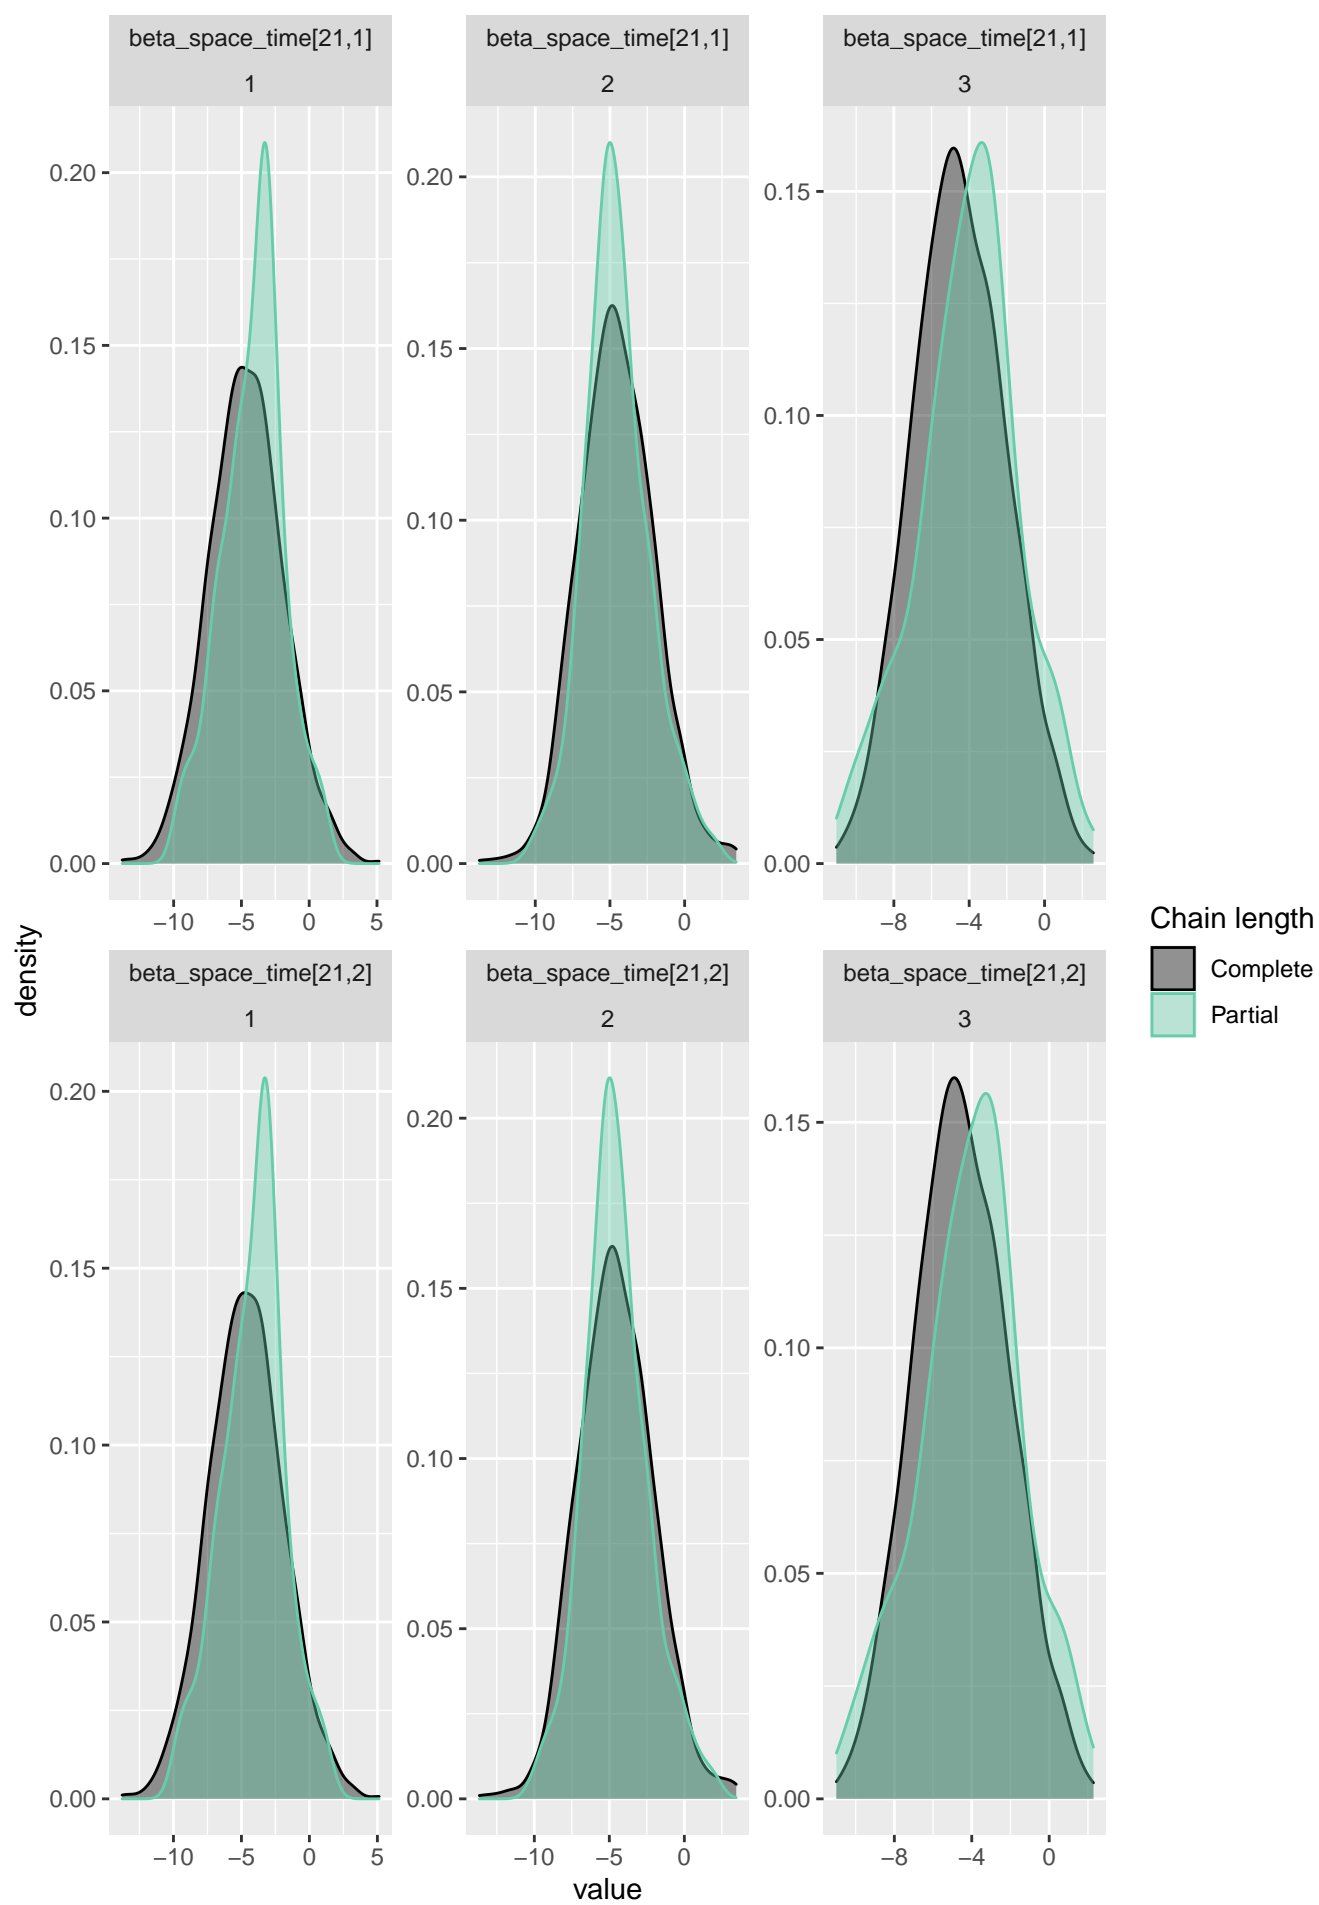 beta_space_time[21,1] beta_space_time[21,1] beta_space_time[21,1]
1 2 3
0.20 0.20 0.15
0.15 0.15 0.10
0.10 0.10 0.05
0.05 0.05 0.00
0.00 0.00
−10 −5 0 5 −10 −5 0 −8 −4 0
beta_space_time[21,2] beta_space_time[21,2] beta_space_time[21,2]
1 2 3
0.20 0.20 0.15
0.15 0.15 0.10
0.10 0.10 0.05
0.05 0.05 0.00
0.00 0.00
−10 −5 0 5 −10 −5 0 −8 −4 0
density
value
Chain length
Complete
Partial